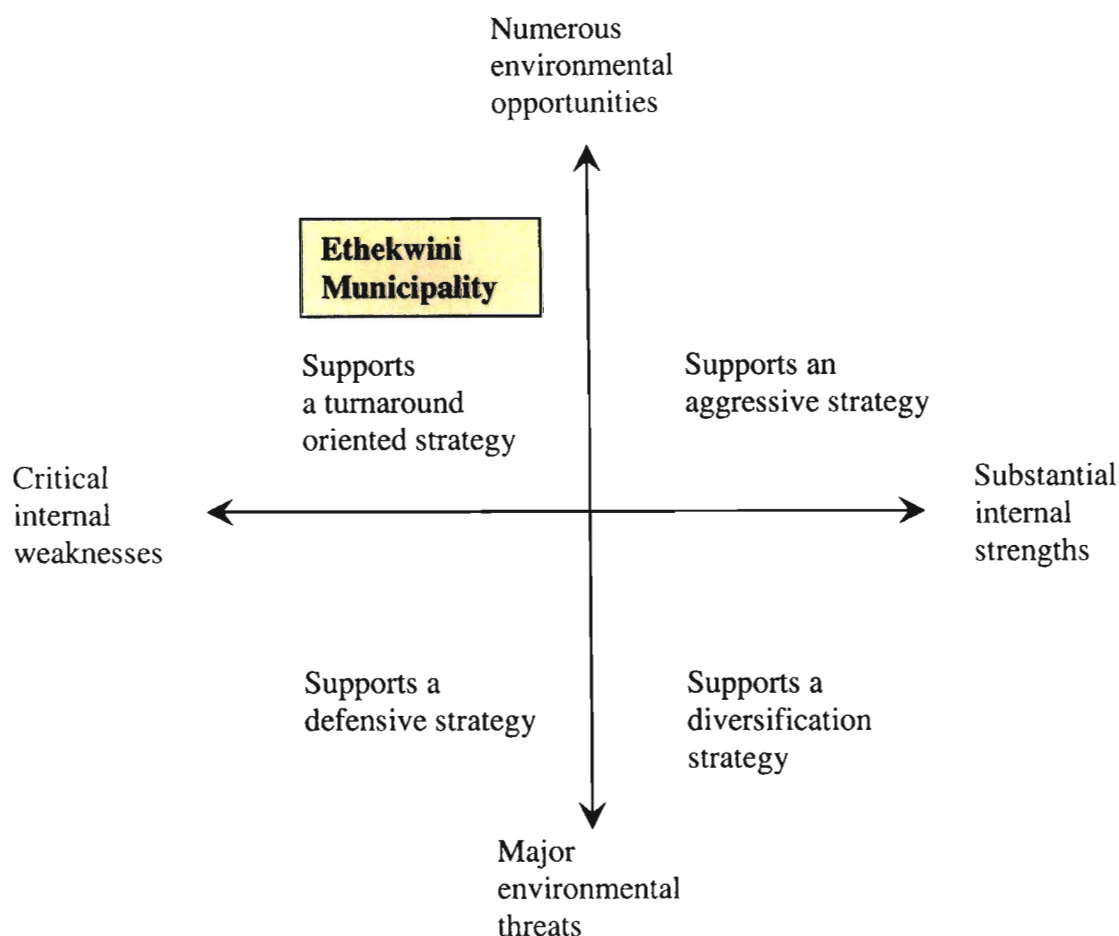 Numerous
environmental
opportunities
Ethekwini
Municipality
Supports
a turnaround
oriented strategy
Supports an
aggressive strategy
Critical
internal
weaknesses
Substantial
internal
strengths
Supports a
defensive strategy
Supports a
diversification
strategy
Major
environmental
threats